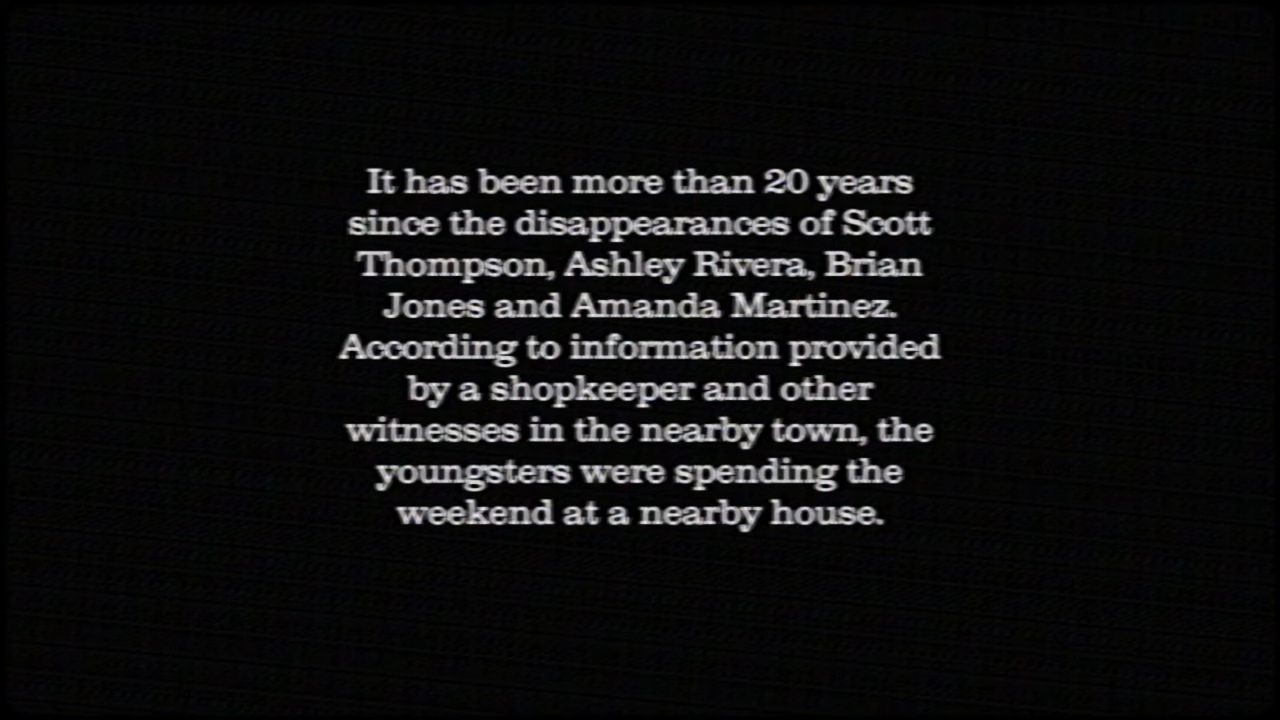 It has been more than 20 years
since the disappearances of Scott
Thompson, Ashley Rivera, Brian
Jones and Amanda Martinez.
According to information provided
by a shopkeeper and other
witnesses in the nearby town, the
youngsters were spending the
weekend at a nearby house.